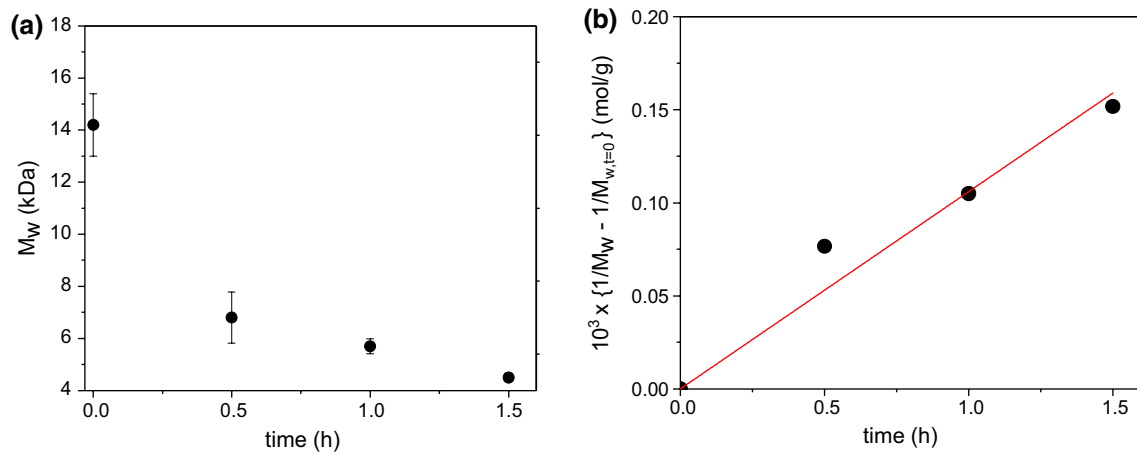 (a)
18
16
14
12
10
8
6
4
M_W (kDa)
0.0 0.5 1.0 1.5
time (h)
(b)
0.20
0.15
0.10
0.05
0.00
10³ x {1/M_W - 1/M_w,t=0} (mol/g)
0.0 0.5 1.0 1.5
time (h)